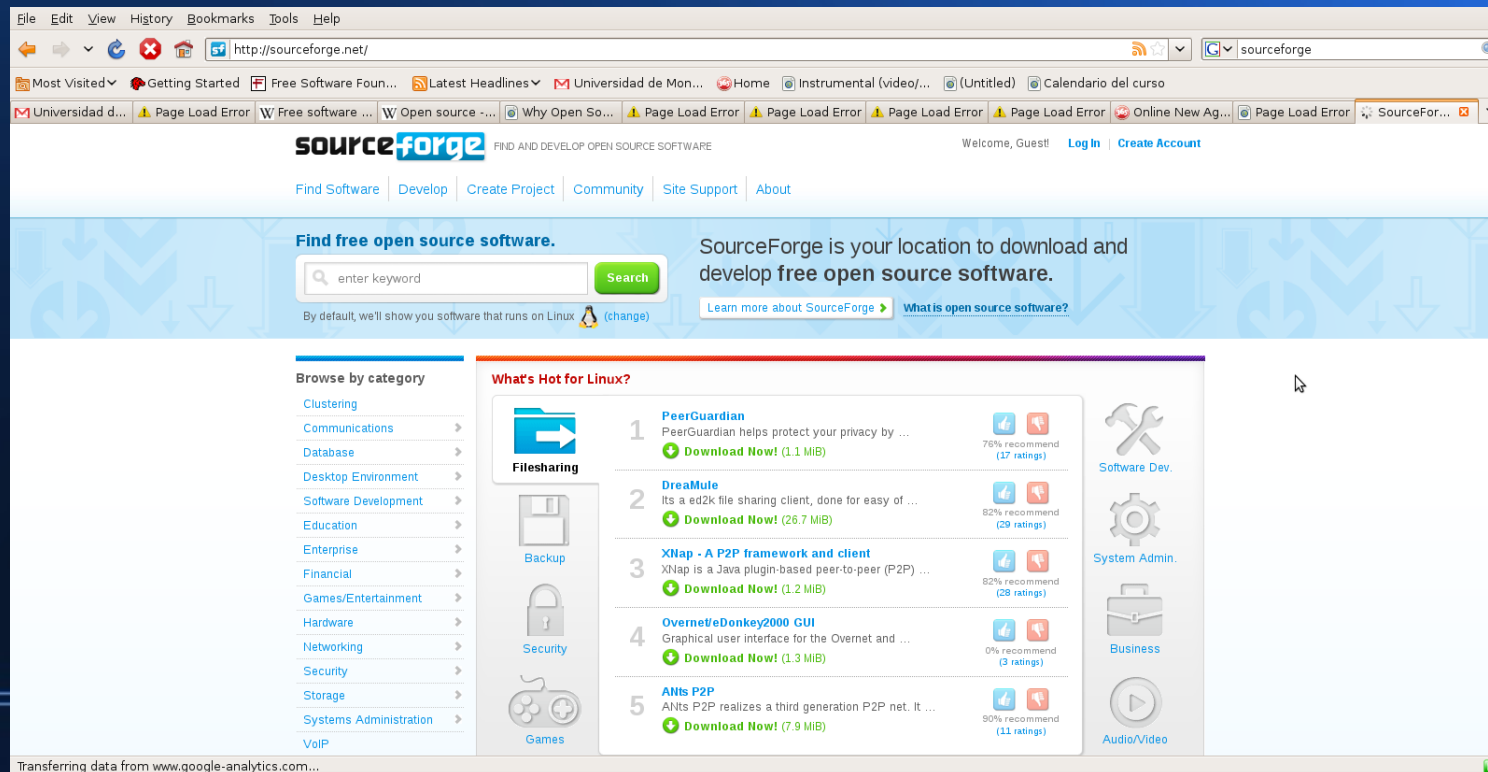 File Edit View History Bookmarks Tools Help
sf http://sourceforge.net/ G sourceforge
Most Visited Getting Started Free Software Foun... Latest Headlines Universidad de Mon... Home Instrumental (video/... (Untitled) Calendario del curso
Universidad d... Page Load Error Free software ... Open source -... Why Open So... Page Load Error Page Load Error Page Load Error Page Load Error Online New Ag... Page Load Error SourceFor...
sourceforge FIND AND DEVELOP OPEN SOURCE SOFTWARE Welcome, Guest! Log In | Create Account
Find Software Develop Create Project Community Site Support About
Find free open source software.
enter keyword Search
By default, we'll show you software that runs on Linux (change)
SourceForge is your location to download and
develop free open source software.
Learn more about SourceForge What is open source software?
Browse by category
Clustering
Communications
Database
Desktop Environment
Software Development
Education
Enterprise
Financial
Games/Entertainment
Hardware
Networking
Security
Storage
Systems Administration
VoIP
What's Hot for Linux?
Filesharing
Backup
Security
Games
1 PeerGuardian
PeerGuardian helps protect your privacy by ...
Download Now! (1.1 MiB)
76% recommend
(17 ratings)
2 DreaMule
Its a ed2k file sharing client, done for easy of ...
Download Now! (26.7 MiB)
82% recommend
(29 ratings)
3 XNap - A P2P framework and client
XNap is a Java plugin-based peer-to-peer (P2P) ...
Download Now! (1.2 MiB)
82% recommend
(28 ratings)
4 Overnet/eDonkey2000 GUI
Graphical user interface for the Overnet and ...
Download Now! (1.3 MiB)
0% recommend
(3 ratings)
5 ANts P2P
ANts P2P realizes a third generation P2P net. It ...
Download Now! (7.9 MiB)
90% recommend
(11 ratings)
Software Dev.
System Admin.
Business
Audio/Video
Transferring data from www.google-analytics.com...